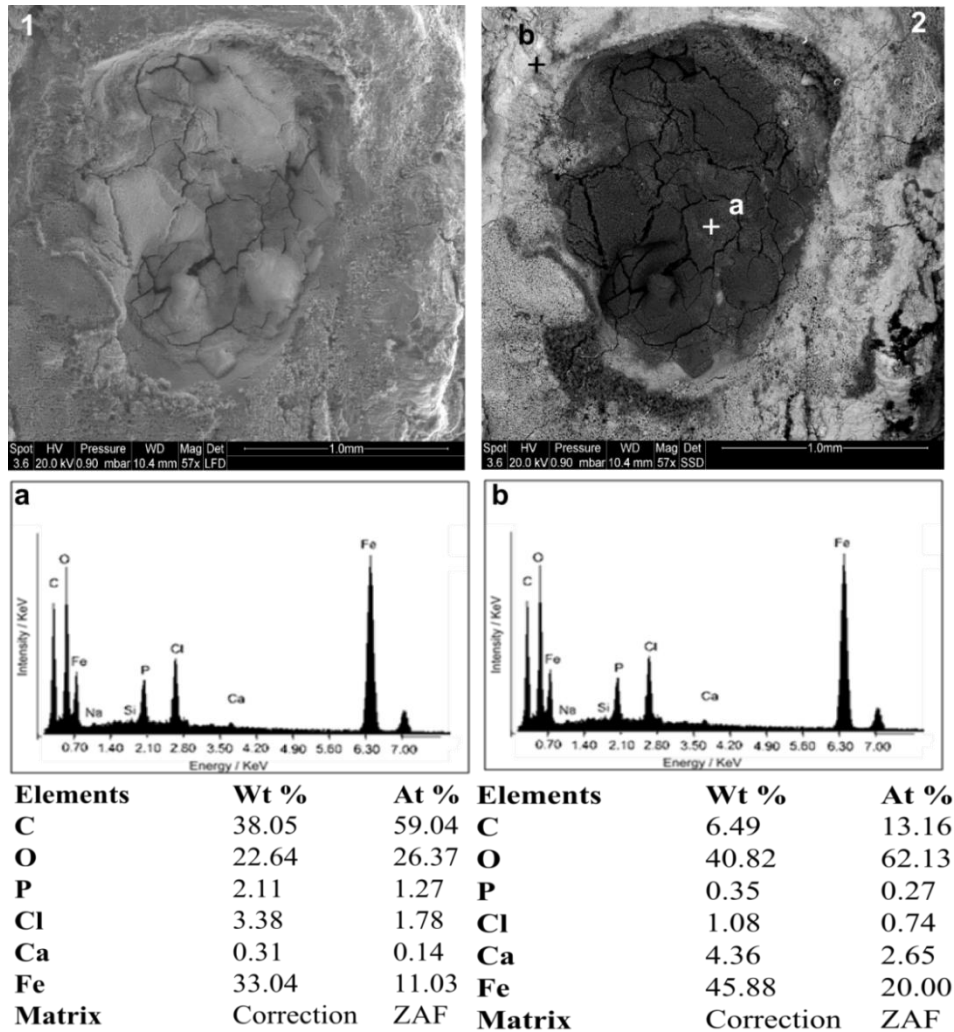 1
b
2
a
Spot HV Pressure WD Mag Det 1.0mm
3.6 20.0 kV 0.90 mbar 10.4 mm 57x LFD
Spot HV Pressure WD Mag Det 1.0mm
3.6 20.0 kV 0.90 mbar 10.4 mm 57x SSD
a
Intensity / KeV
C O Fe Na Si P Cl Ca Fe
0.70 1.40 2.10 2.80 3.50 4.20 4.90 5.60 6.30 7.00
Energy / KeV
b
Intensity / KeV
C O Fe Na Si P Cl Ca Fe
0.70 1.40 2.10 2.80 3.50 4.20 4.90 5.60 6.30 7.00
Energy / KeV
Elements Wt % At %
C 38.05 59.04
O 22.64 26.37
P 2.11 1.27
Cl 3.38 1.78
Ca 0.31 0.14
Fe 33.04 11.03
Matrix Correction ZAF
Elements Wt % At %
C 6.49 13.16
O 40.82 62.13
P 0.35 0.27
Cl 1.08 0.74
Ca 4.36 2.65
Fe 45.88 20.00
Matrix Correction ZAF